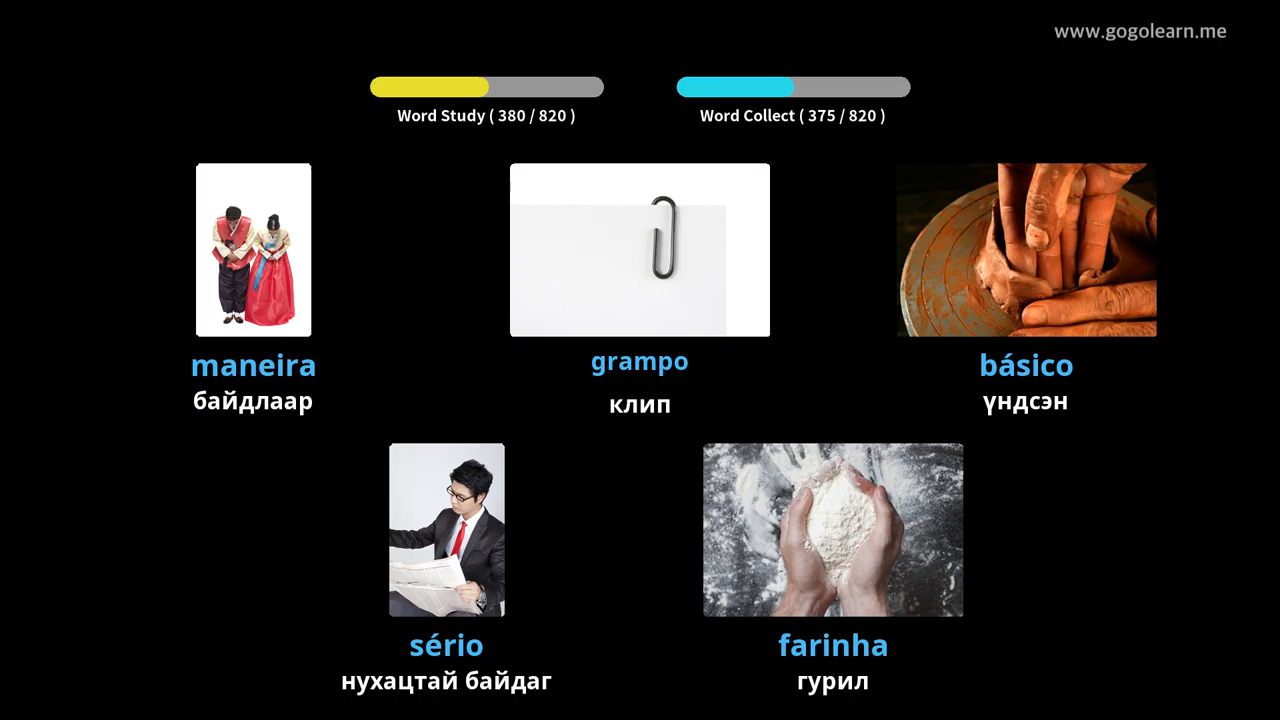 www.gogolearn.me
Word Study ( 380 / 820 )
Word Collect ( 375 / 820 )
maneira
байдлаар
grampo
клип
básico
үндсэн
sério
нухацтай байдаг
farinha
гурил